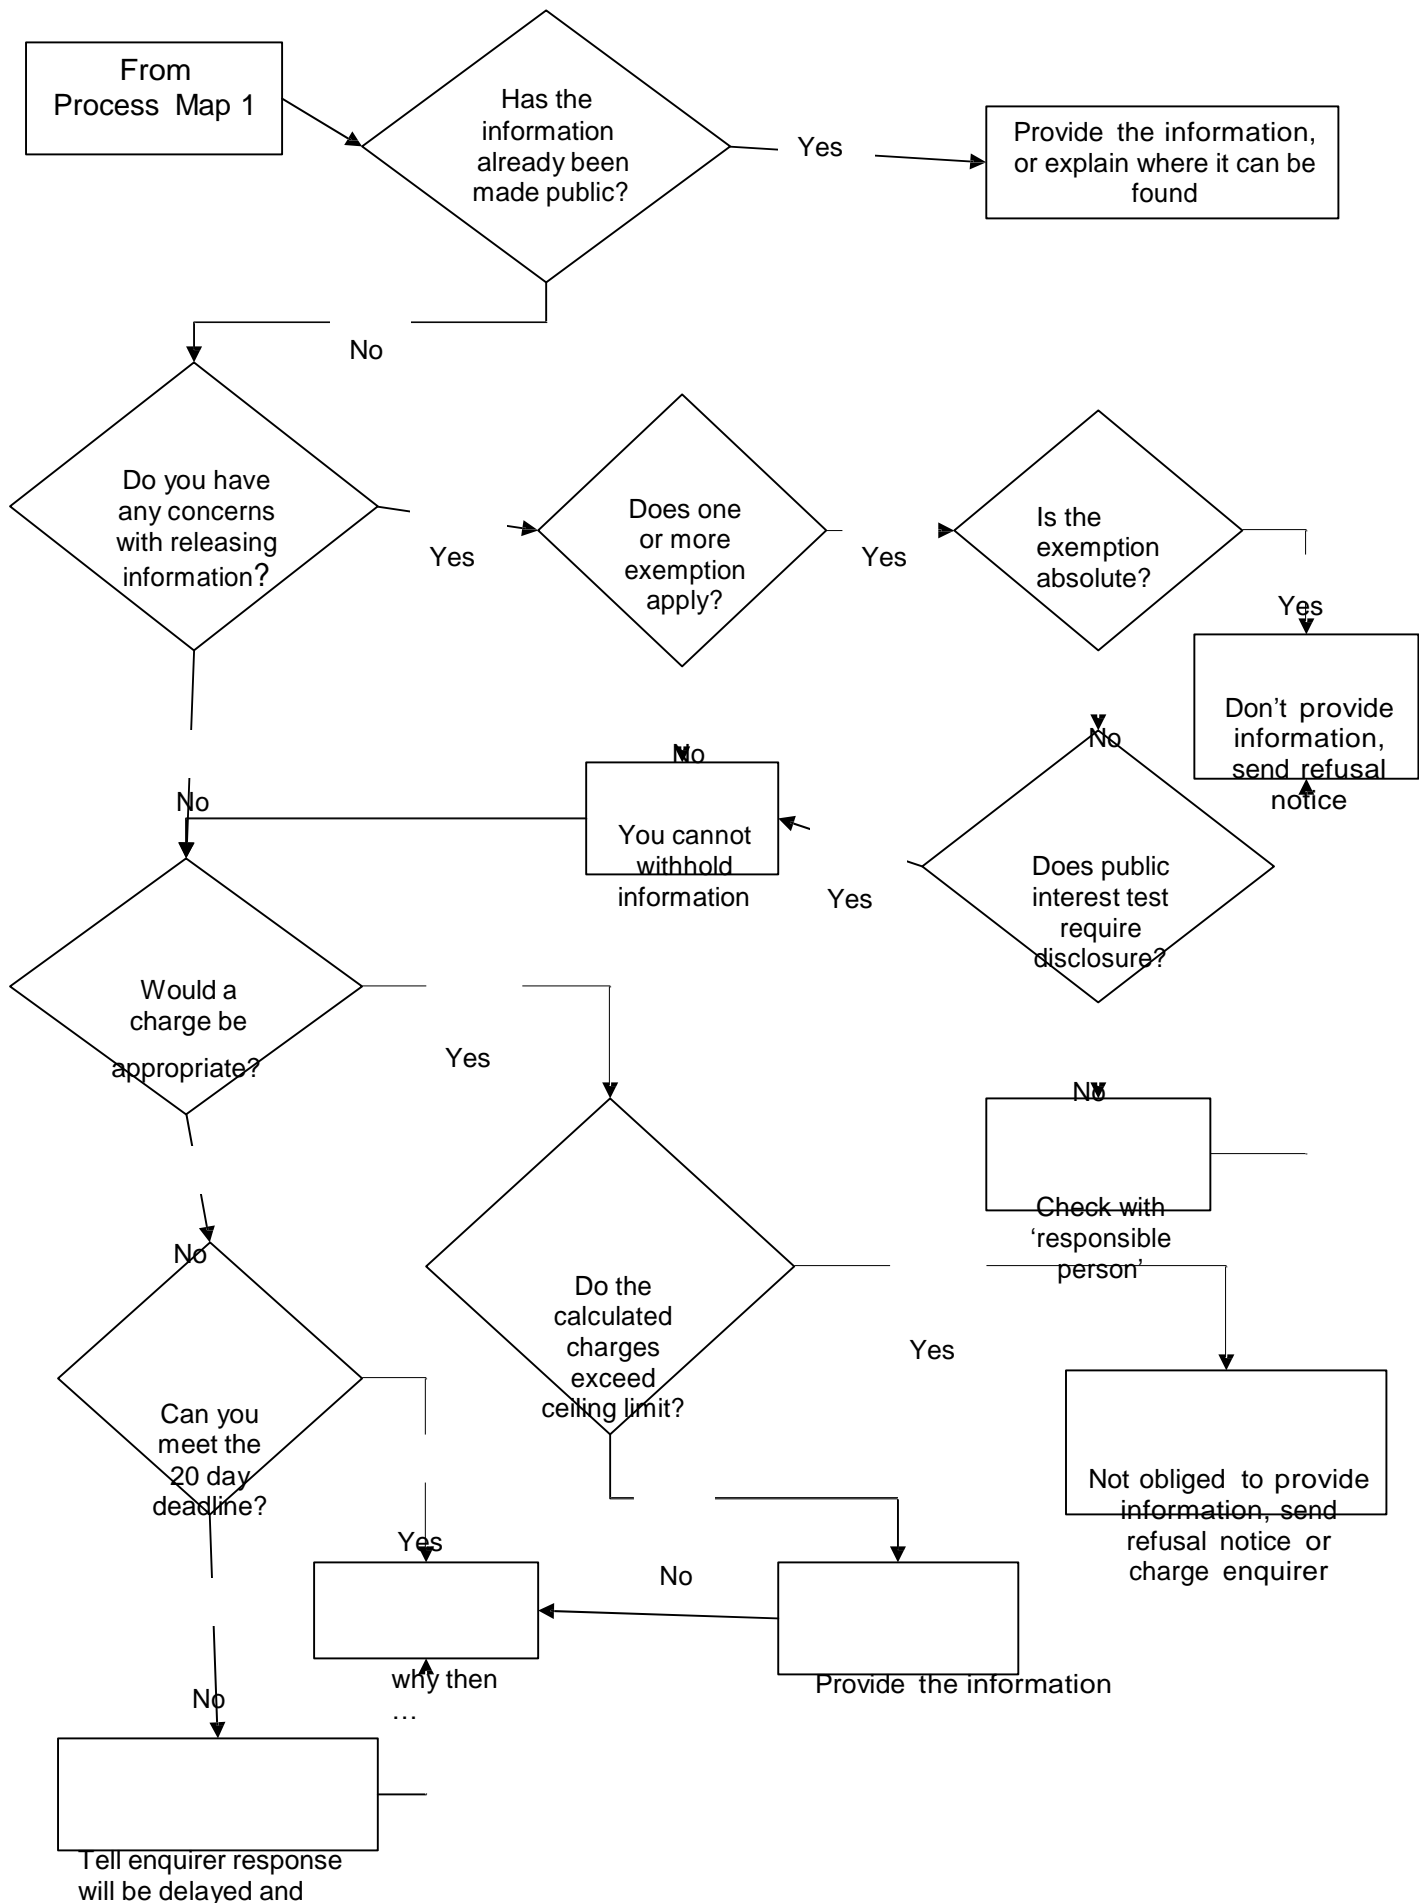 From
Process Map 1
Has the
information
already been
made public?
Yes
Provide the information,
or explain where it can be
found
No
Do you have
any concerns
with releasing
information?
Yes
Does one
or more
exemption
apply?
Yes
Is the
exemption
absolute?
Yes
Don’t provide
information,
send refusal
notice
No
No
No
You cannot
withhold
information
Yes
Does public
interest test
require
disclosure?
Would a
charge be
appropriate?
Yes
No
Check with
‘responsible
person’
No
Do the
calculated
charges
exceed
ceiling limit?
Yes
Can you
meet the
20 day
deadline?
Not obliged to provide
information, send
refusal notice or
charge enquirer
Yes
No
why then
…
Provide the information
No
Tell enquirer response
will be delayed and